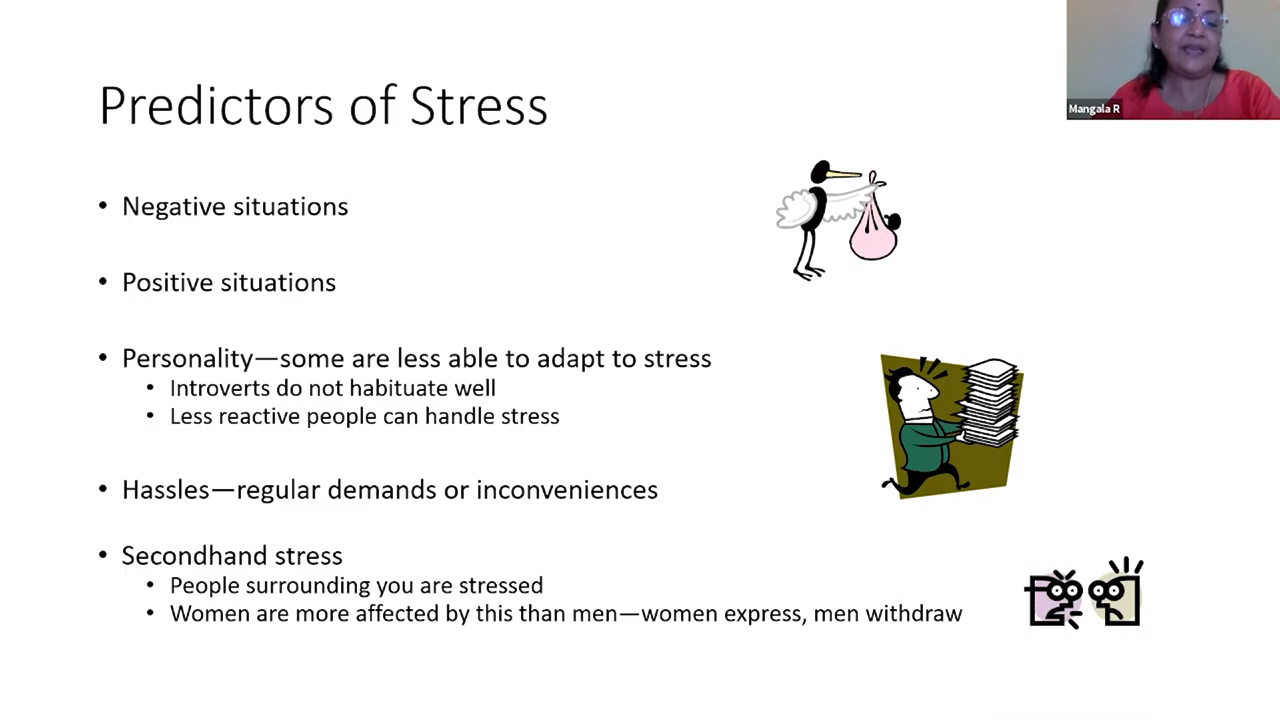 Predictors of Stress
Mangala R
• Negative situations
• Positive situations
• Personality—some are less able to adapt to stress
• Introverts do not habituate well
• Less reactive people can handle stress
• Hassles—regular demands or inconveniences
• Secondhand stress
• People surrounding you are stressed
• Women are more affected by this than men—women express, men withdraw